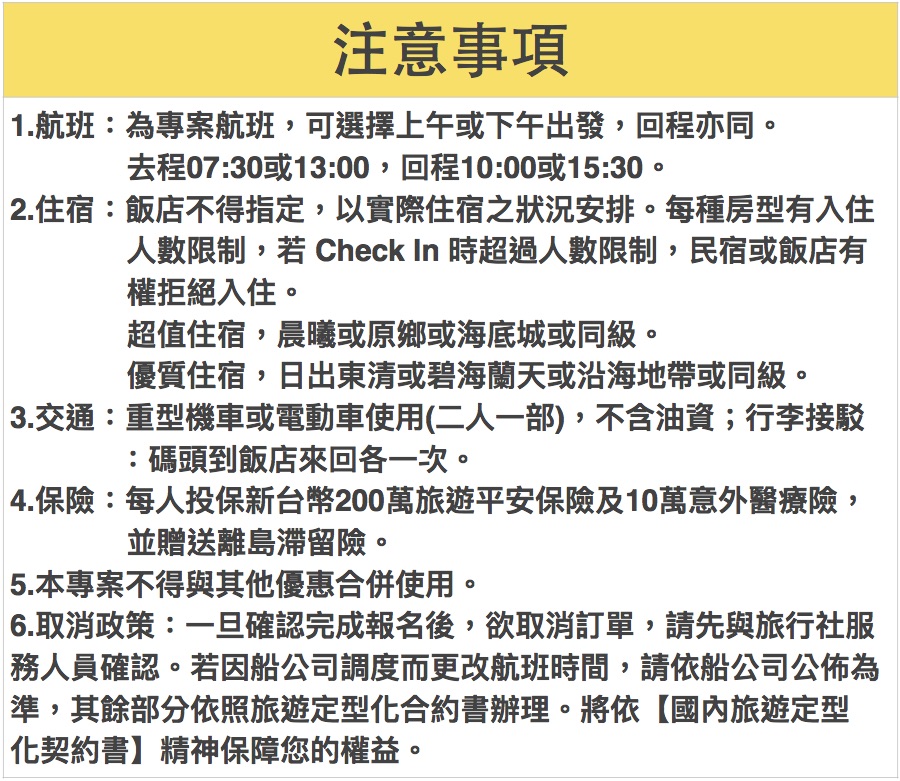 注意事項
1.航班：為專案航班，可選擇上午或下午出發，回程亦同。
去程07:30或13:00，回程10:00或15:30。
2.住宿：飯店不得指定，以實際住宿之狀況安排。每種房型有入住
人數限制，若 Check In 時超過人數限制，民宿或飯店有
權拒絕入住。
超值住宿，晨曦或原鄉或海底城或同級。
優質住宿，日出東清或碧海蘭天或沿海地帶或同級。
3.交通：重型機車或電動車使用(二人一部)，不含油資；行李接駁
：碼頭到飯店來回各一次。
4.保險：每人投保新台幣200萬旅遊平安保險及10萬意外醫療險，
並贈送離島滯留險。
5.本專案不得與其他優惠合併使用。
6.取消政策：一旦確認完成報名後，欲取消訂單，請先與旅行社服
務人員確認。若因船公司調度而更改航班時間，請依船公司公佈為
準，其餘部分依照旅遊定型化合約書辦理。將依【國內旅遊定型
化契約書】精神保障您的權益。